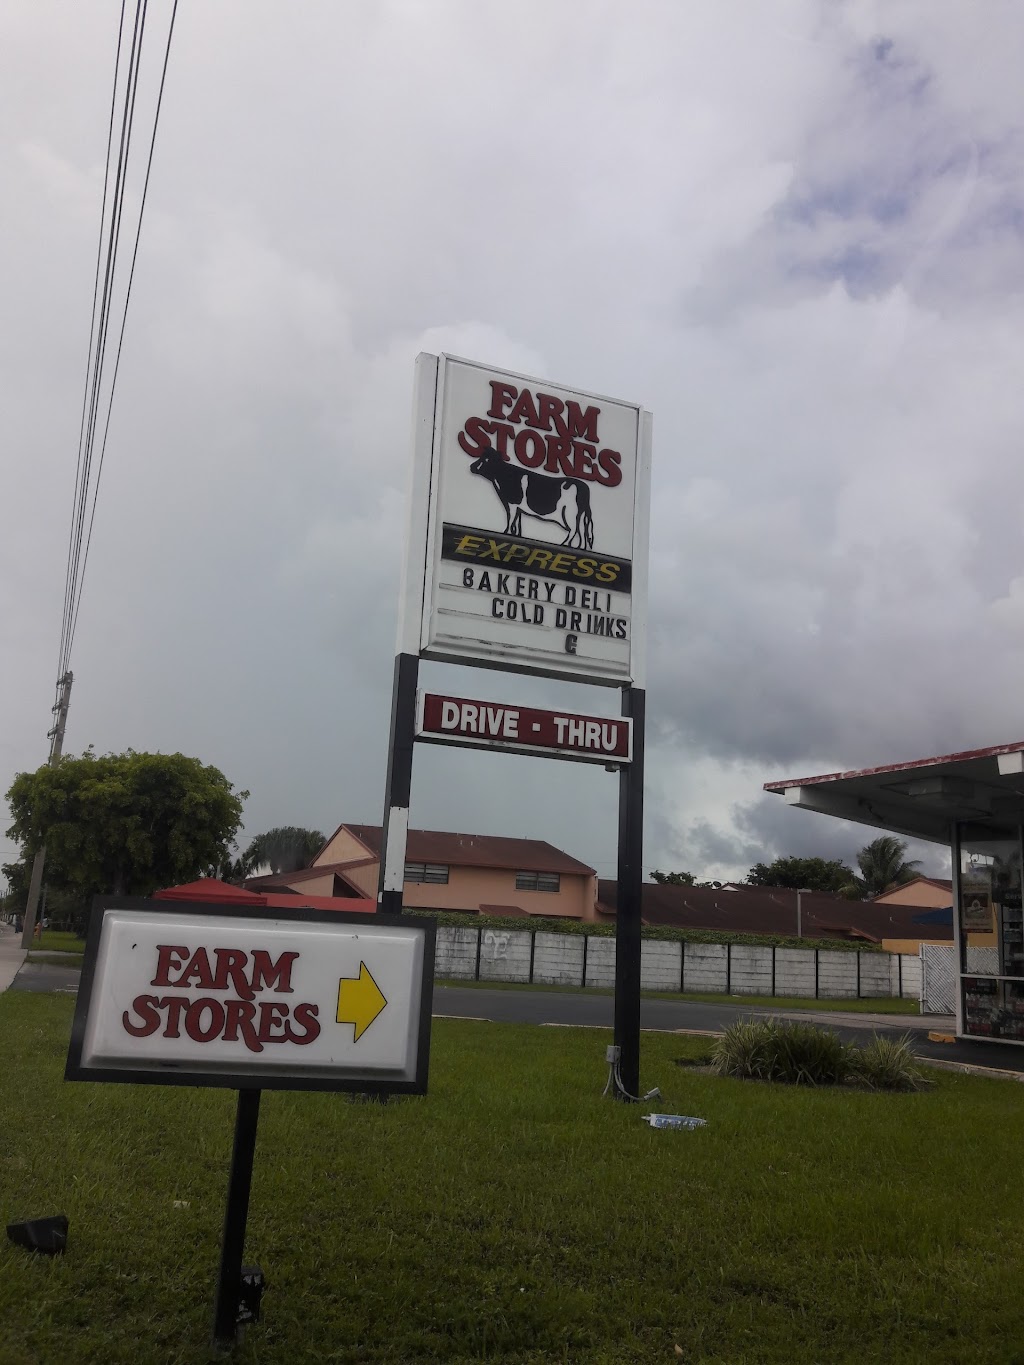 FARM
STORES
EXPRESS
BAKERY DELI
COLD DRINKS
G
DRIVE - THRU
FARM
STORES